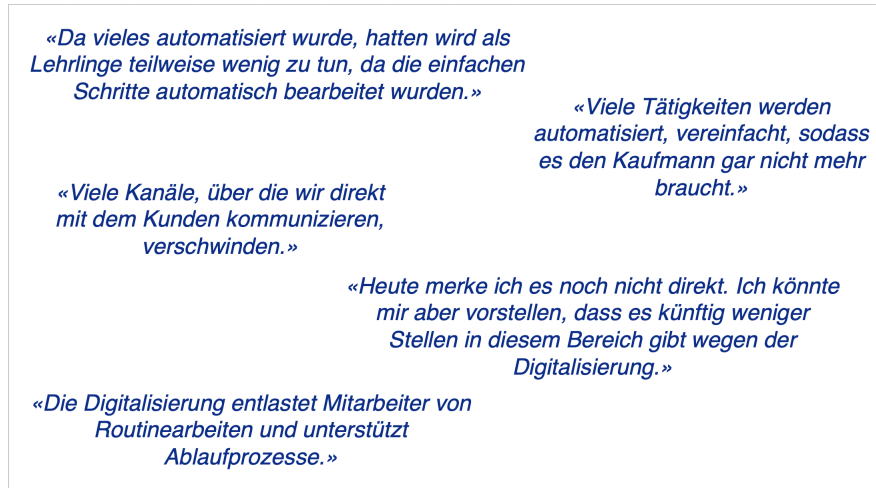 «Da vieles automatisiert wurde, hatten wird als
Lehrlinge teilweise wenig zu tun, da die einfachen
Schritte automatisch bearbeitet wurden.»
«Viele Tätigkeiten werden
automatisiert, vereinfacht, sodass
es den Kaufmann gar nicht mehr
braucht.»
«Viele Kanäle, über die wir direkt
mit dem Kunden kommunizieren,
verschwinden.»
«Heute merke ich es noch nicht direkt. Ich könnte
mir aber vorstellen, dass es künftig weniger
Stellen in diesem Bereich gibt wegen der
Digitalisierung.»
«Die Digitalisierung entlastet Mitarbeiter von
Routinearbeiten und unterstützt
Ablaufprozesse.»